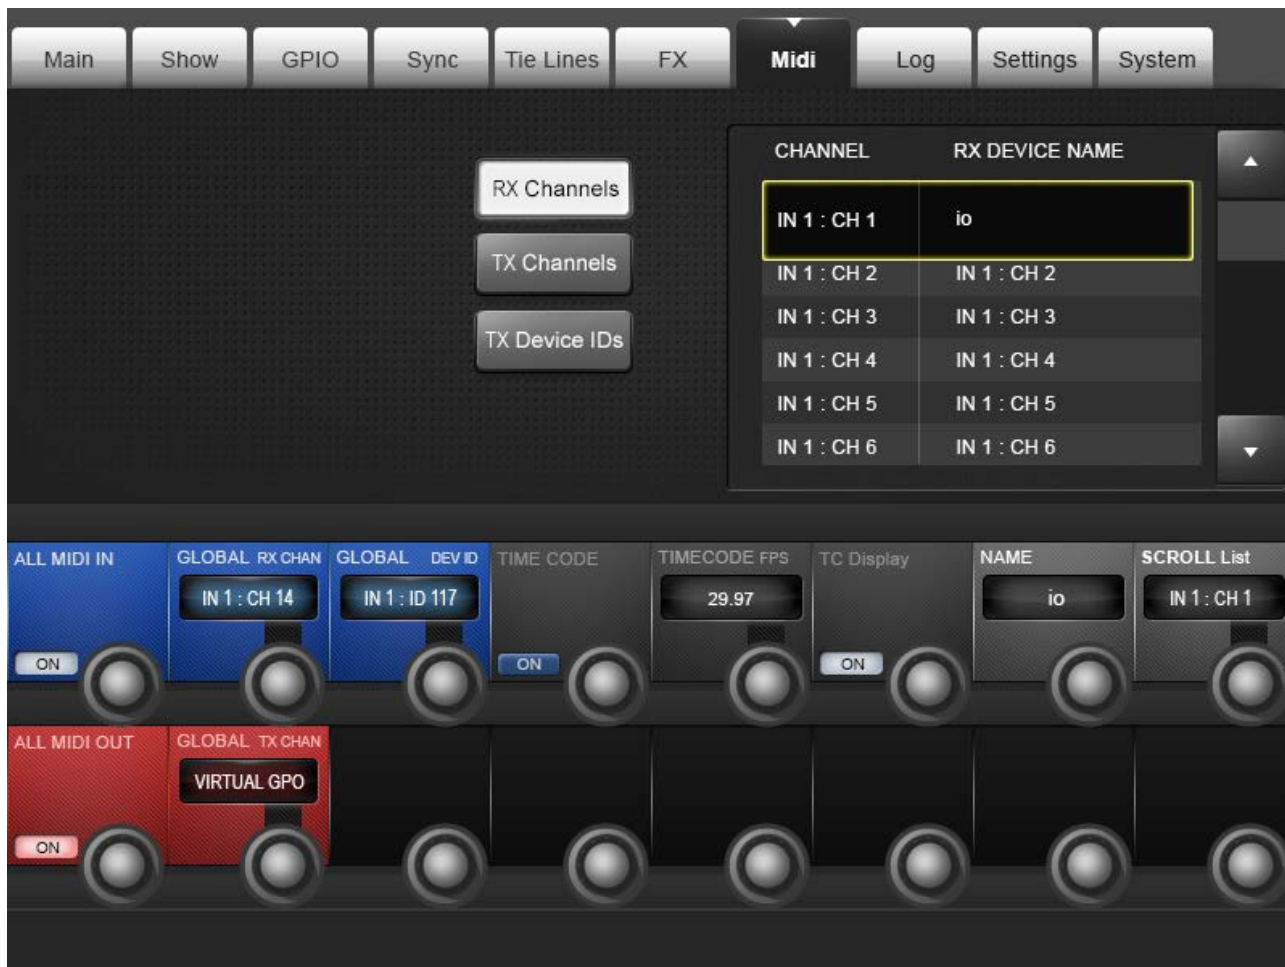 Main Show GPIO Sync Tie Lines FX Midi Log Settings System
CHANNEL RX DEVICE NAME
RX Channels
IN 1 : CH 1 io
TX Channels
IN 1 : CH 2 IN 1 : CH 2
IN 1 : CH 3 IN 1 : CH 3
TX Device IDs
IN 1 : CH 4 IN 1 : CH 4
IN 1 : CH 5 IN 1 : CH 5
IN 1 : CH 6 IN 1 : CH 6
ALL MIDI IN GLOBAL RX CHAN GLOBAL DEV ID TIME CODE TIMECODE FPS TC Display NAME SCROLL List
IN 1 : CH 14 IN 1 : ID 117 29.97 io IN 1 : CH 1
ON ON ON
ALL MIDI OUT GLOBAL TX CHAN
VIRTUAL GPO
ON